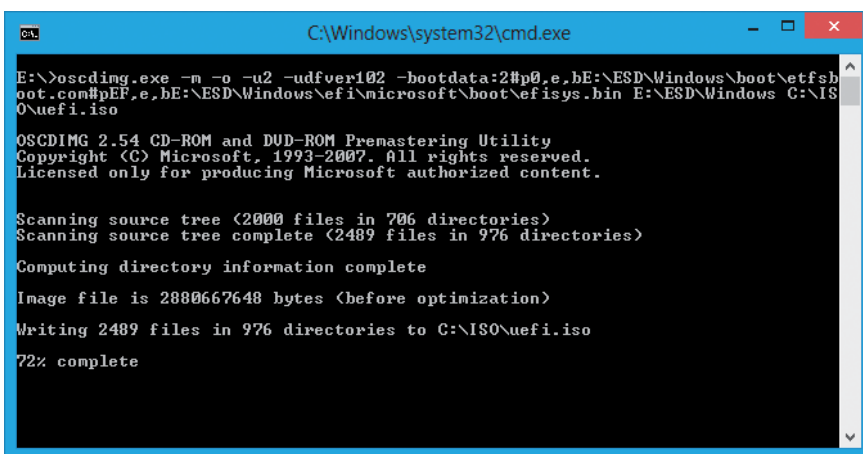 C:\Windows\system32\cmd.exe
E:\>oscdimg.exe -m -o -u2 -udfver102 -bootdata:2#p0,e,bE:\ESD\Windows\boot\etfsb
oot.com#pEF,e,bE:\ESD\Windows\efi\microsoft\boot\efisys.bin E:\ESD\Windows C:\IS
O\uefi.iso
OSCDIMG 2.54 CD-ROM and DVD-ROM Premastering Utility
Copyright (C) Microsoft, 1993-2007. All rights reserved.
Licensed only for producing Microsoft authorized content.
Scanning source tree (2000 files in 706 directories)
Scanning source tree complete (2489 files in 976 directories)
Computing directory information complete
Image file is 2880667648 bytes (before optimization)
Writing 2489 files in 976 directories to C:\ISO\uefi.iso
72% complete